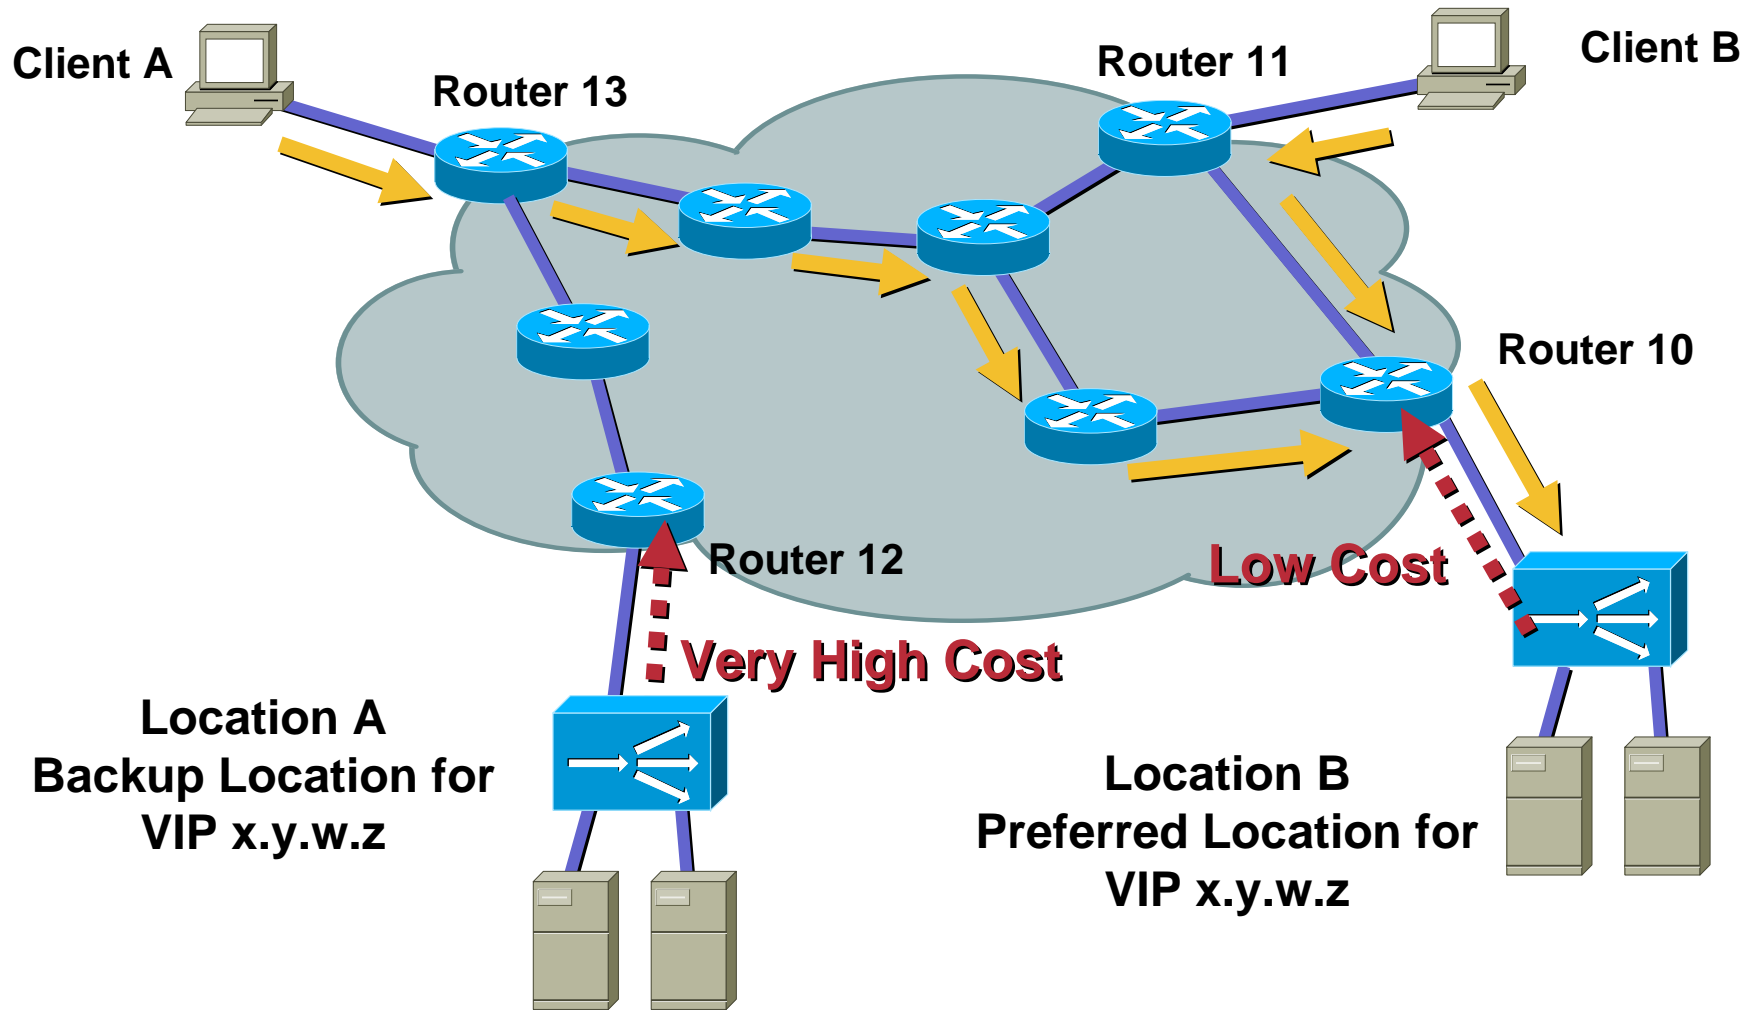 Client A
Router 13
Router 11
Client B
Router 10
Router 12
Low Cost
Very High Cost
Location A
Backup Location for
VIP x.y.w.z
Location B
Preferred Location for
VIP x.y.w.z